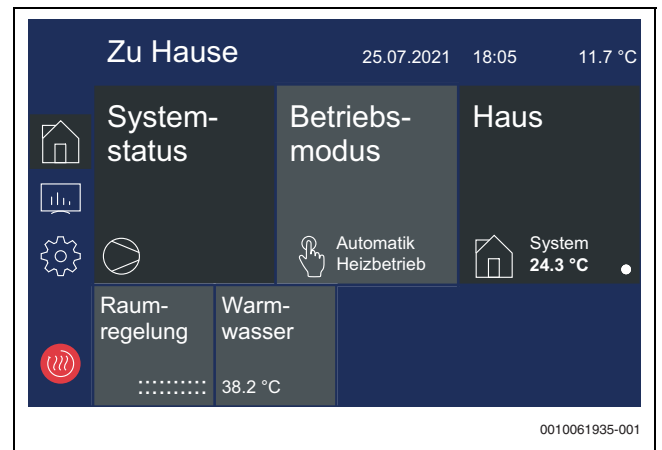 Zu Hause
25.07.2021 18:05 11.7 °C
System-
status
Betriebs-
modus
Automatik
Heizbetrieb
Haus
System
24.3 °C
Raum-
regelung
Warm-
wasser
38.2 °C
0010061935-001